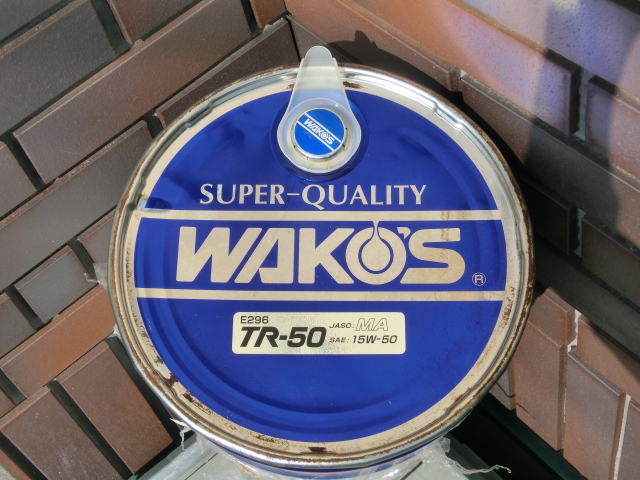 WAKO'S
SUPER-QUALITY
WAKO'S ®
E296
TR-50 JASO: MA
SAE: 15W-50